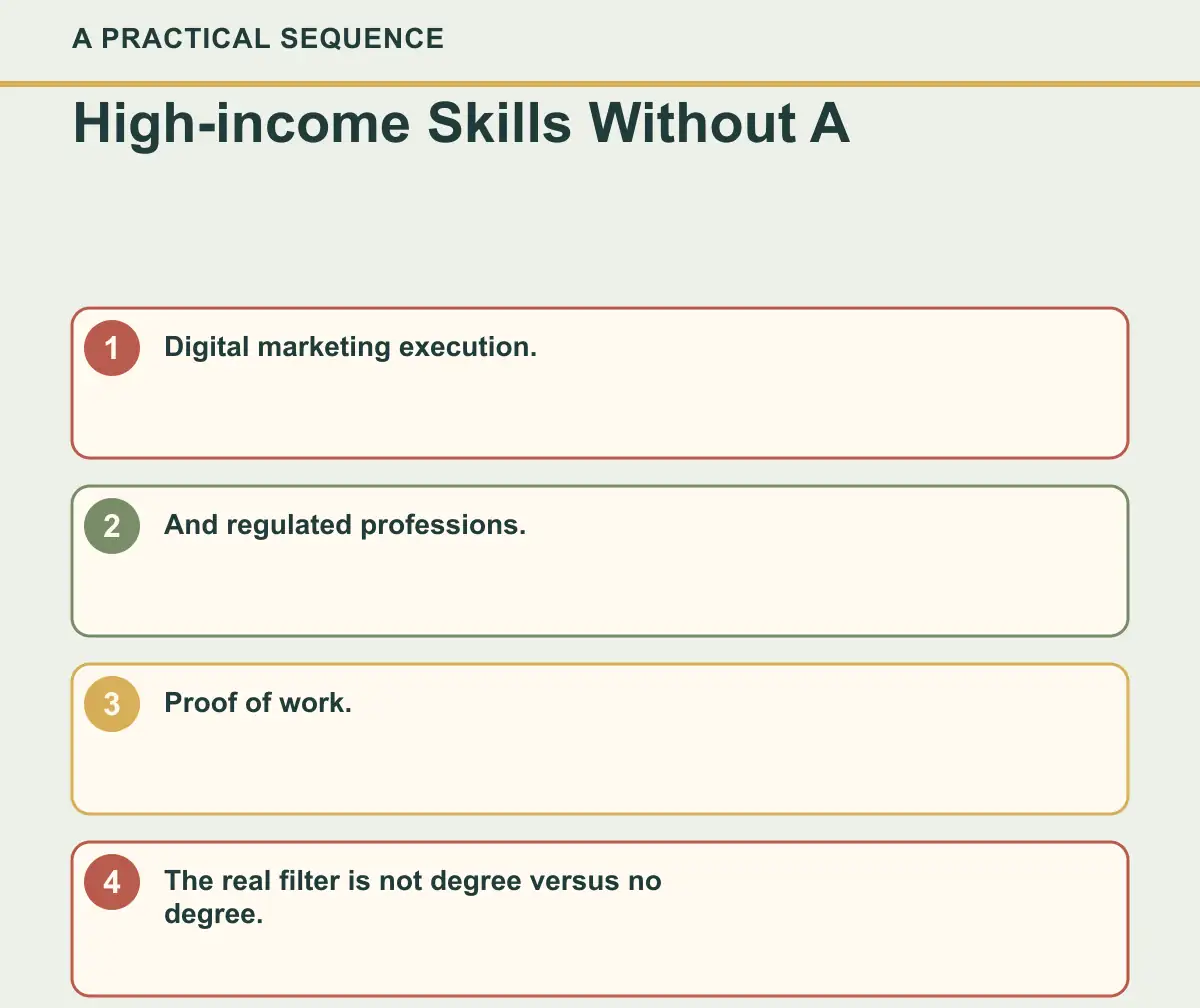 A PRACTICAL SEQUENCE
High-income Skills Without A
1 Digital marketing execution.
2 And regulated professions.
3 Proof of work.
4 The real filter is not degree versus no
degree.